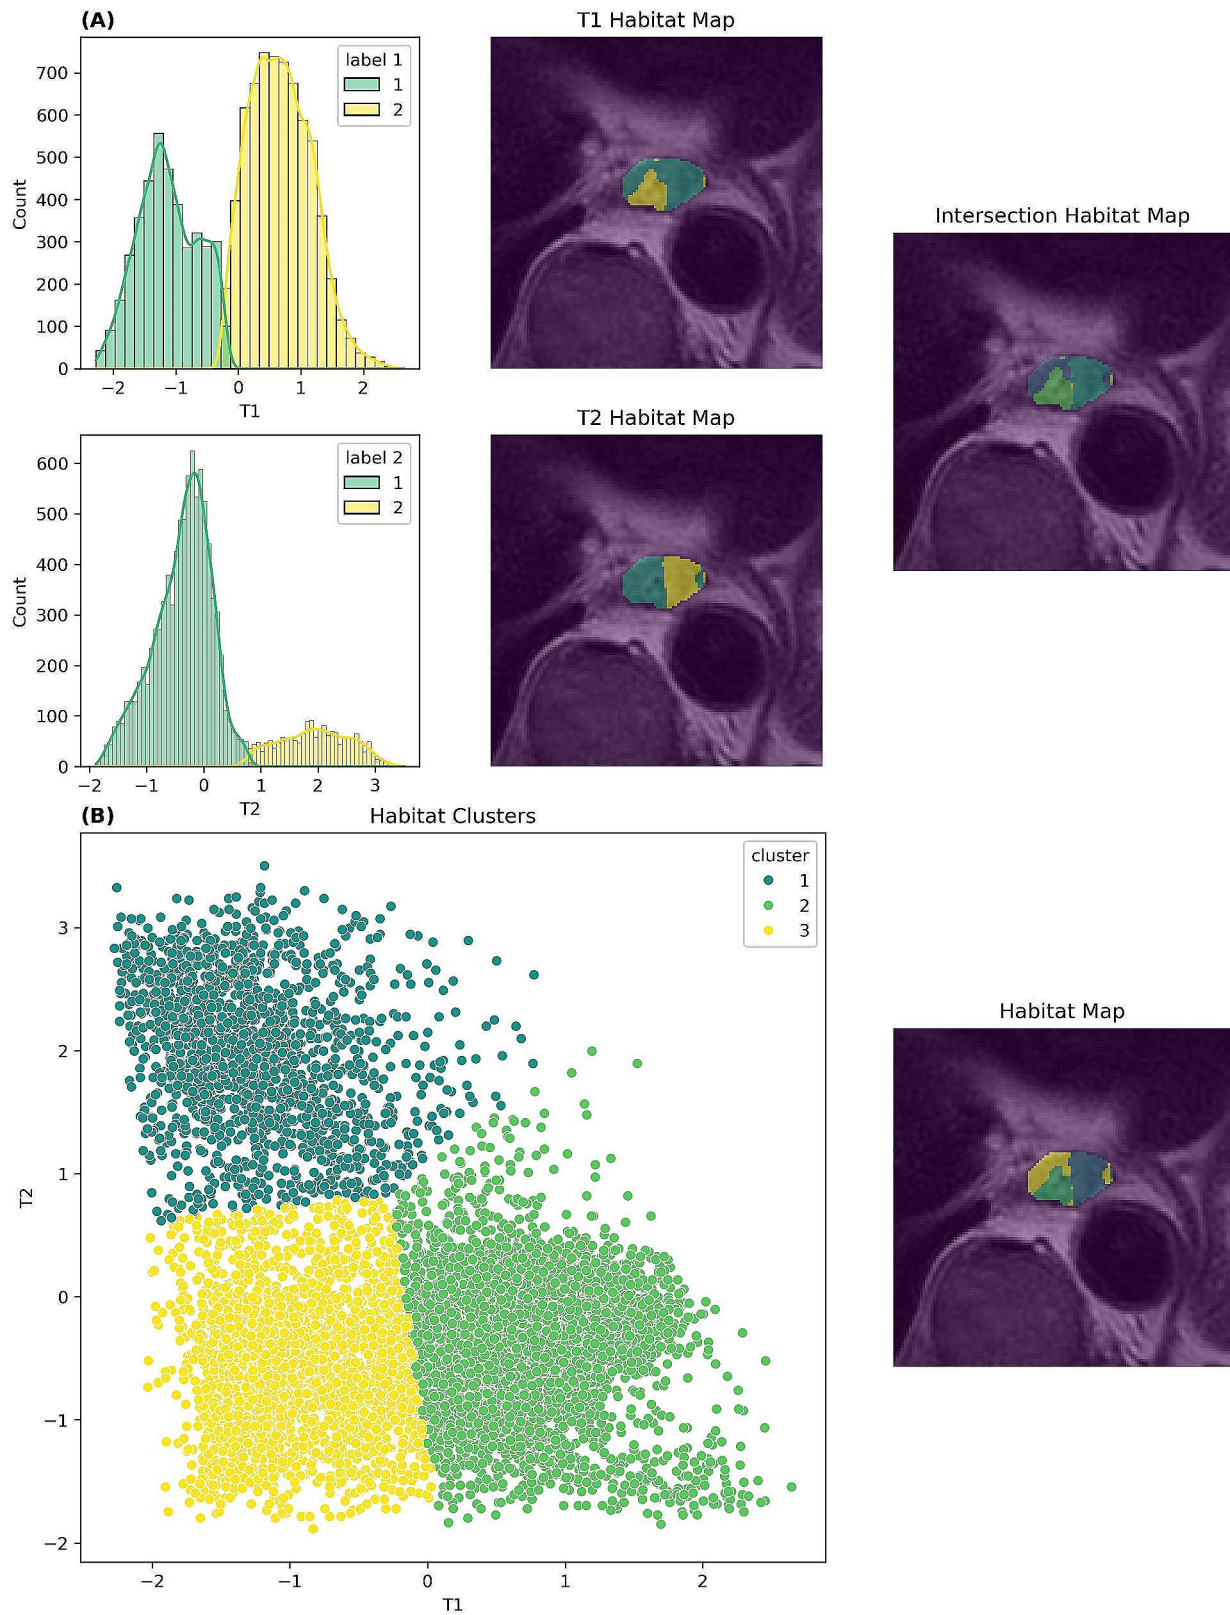 (A)
T1 Habitat Map
label 1
1
2
700
600
500
400
300
200
100
0
Count
−2 −1 0 1 2
T1
Intersection Habitat Map
T2 Habitat Map
label 2
1
2
600
500
400
300
200
100
0
Count
−2 −1 0 1 2 3
T2
(B)
Habitat Clusters
cluster
1
2
3
3
2
1
0
−1
−2
T2
−2 −1 0 1 2
T1
Habitat Map